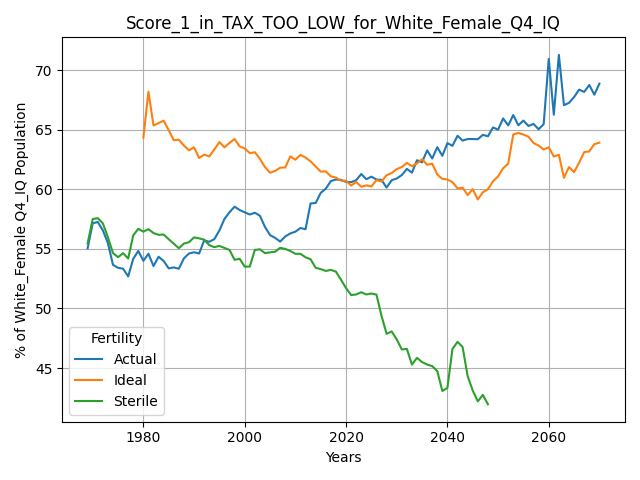 Score_1_in_TAX_TOO_LOW_for_White_Female_Q4_IQ
% of White_Female Q4_IQ Population
70
65
60
55
50
45
Fertility
Actual
Ideal
Sterile
1980
2000
2020
2040
2060
Years